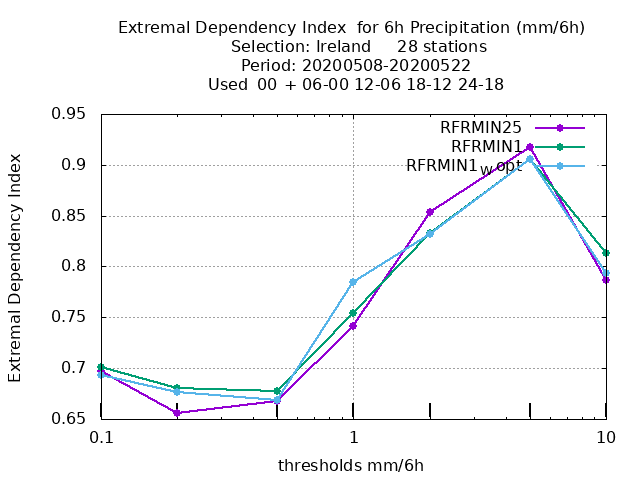 Extremal Dependency Index  for 6h Precipitation (mm/6h)
Selection: Ireland     28 stations
Period: 20200508-20200522
Used  00 + 06-00 12-06 18-12 24-18
0.95
0.9
0.85
0.8
0.75
0.7
0.65
0.1
1
10
Extremal Dependency Index
thresholds mm/6h
RFRMIN25
RFRMIN1
RFRMIN1wopt